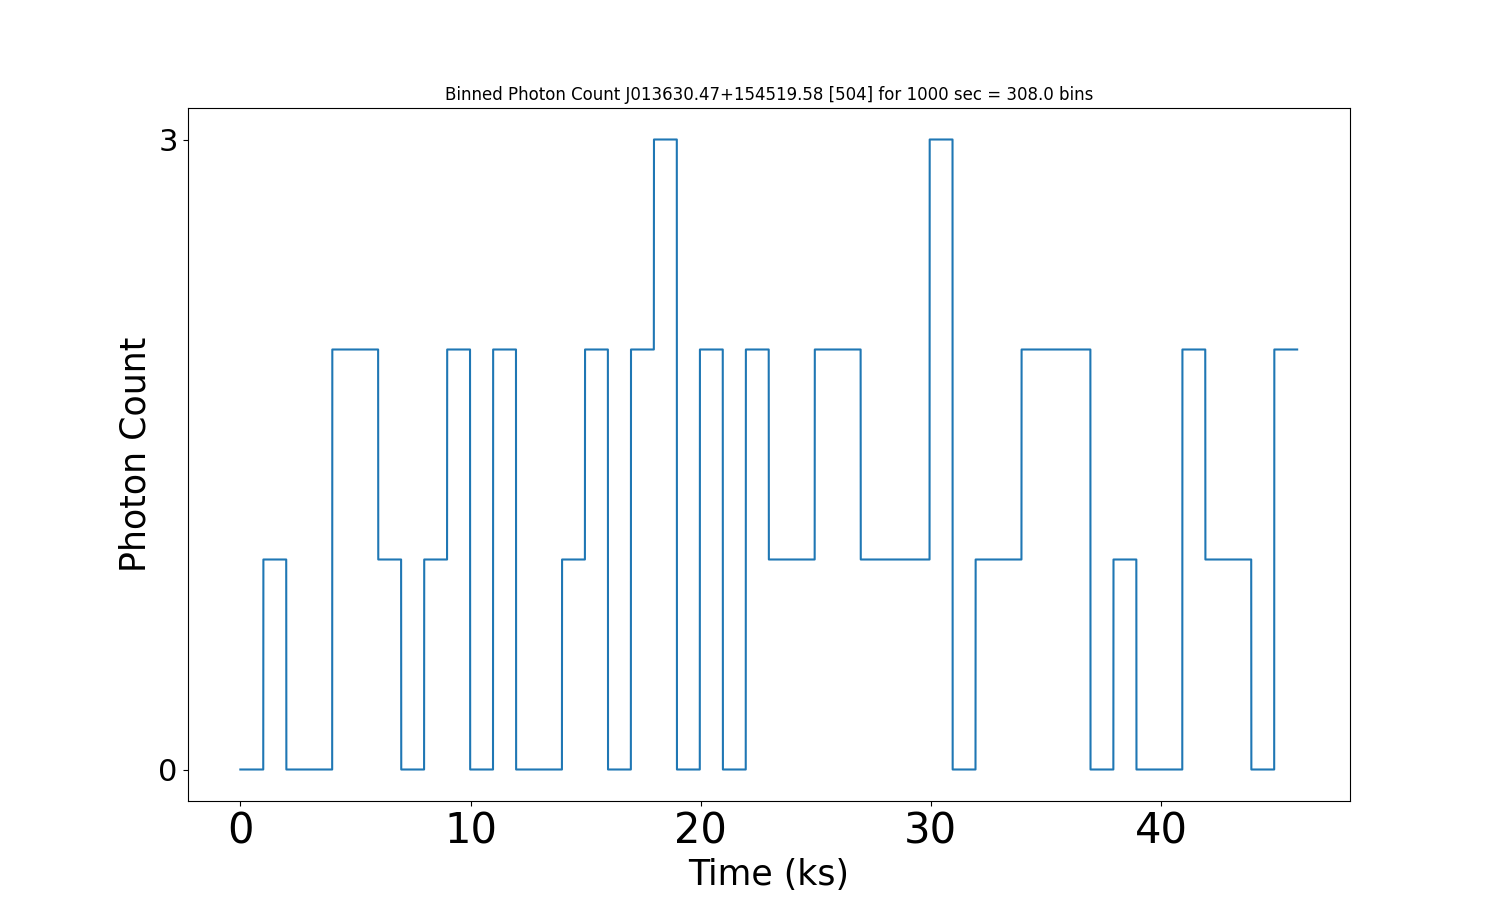 Binned Photon Count J013630.47+154519.58 [504] for 1000 sec = 308.0 bins
3
Photon Count
0
0 10 20 30 40
Time (ks)